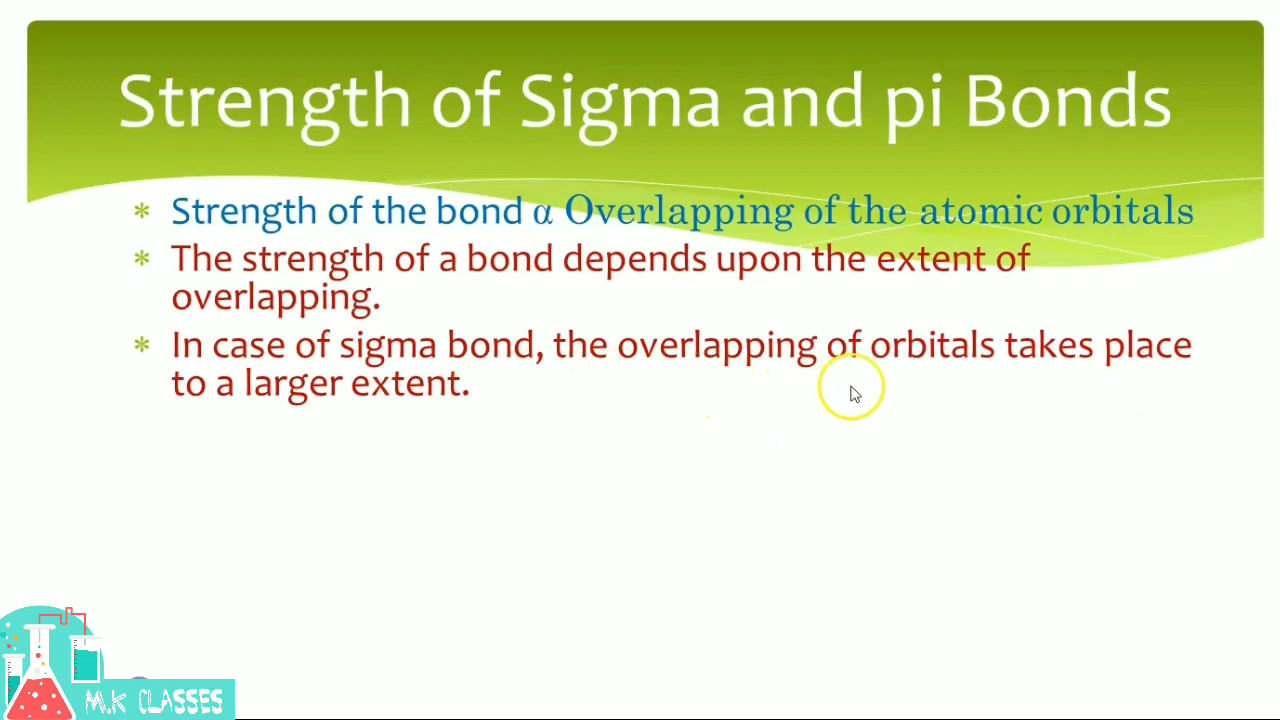 Strength of Sigma and pi Bonds
* Strength of the bond α Overlapping of the atomic orbitals
* The strength of a bond depends upon the extent of
overlapping.
* In case of sigma bond, the overlapping of orbitals takes place
to a larger extent.
M.K CLASSES